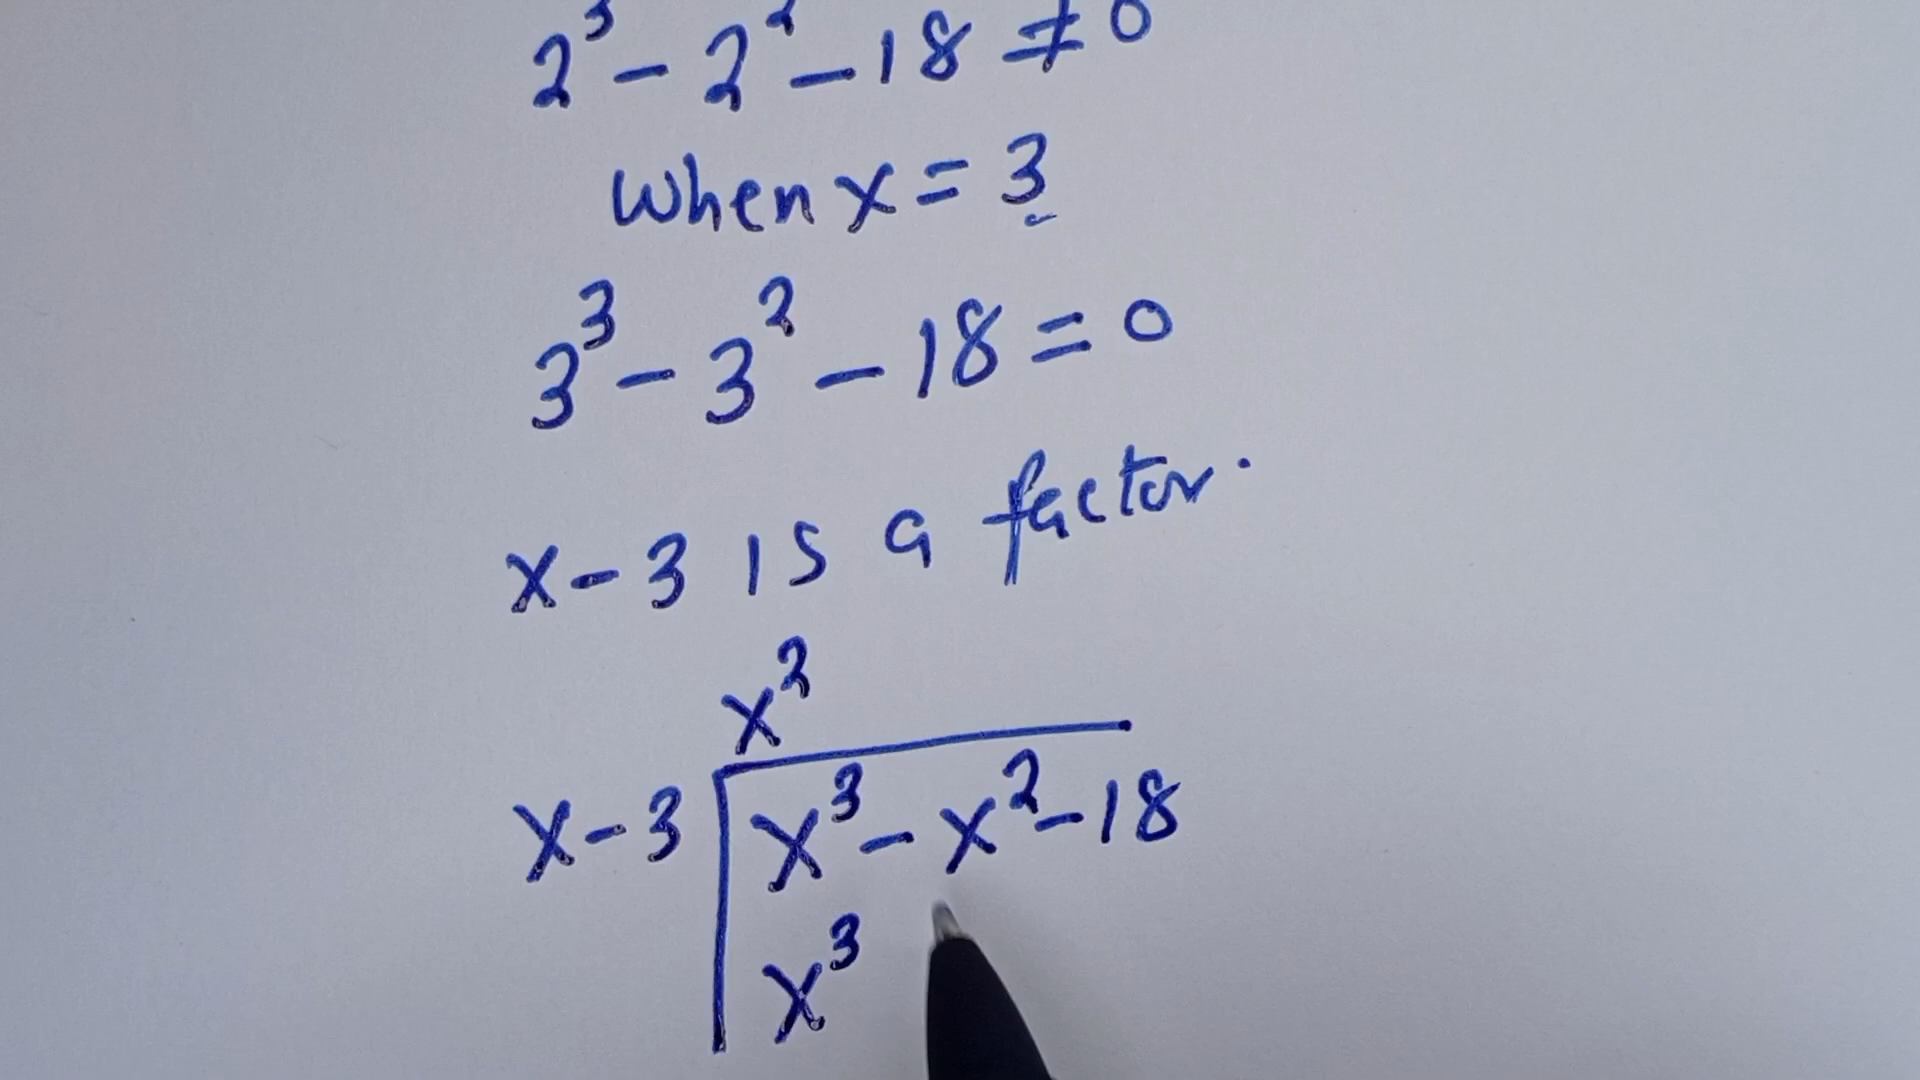 2³ - 2² - 18 ≠ 0
When x = 3
3³ - 3² - 18 = 0
x - 3 is a factor.
x²
x - 3 x³ - x² - 18
x³